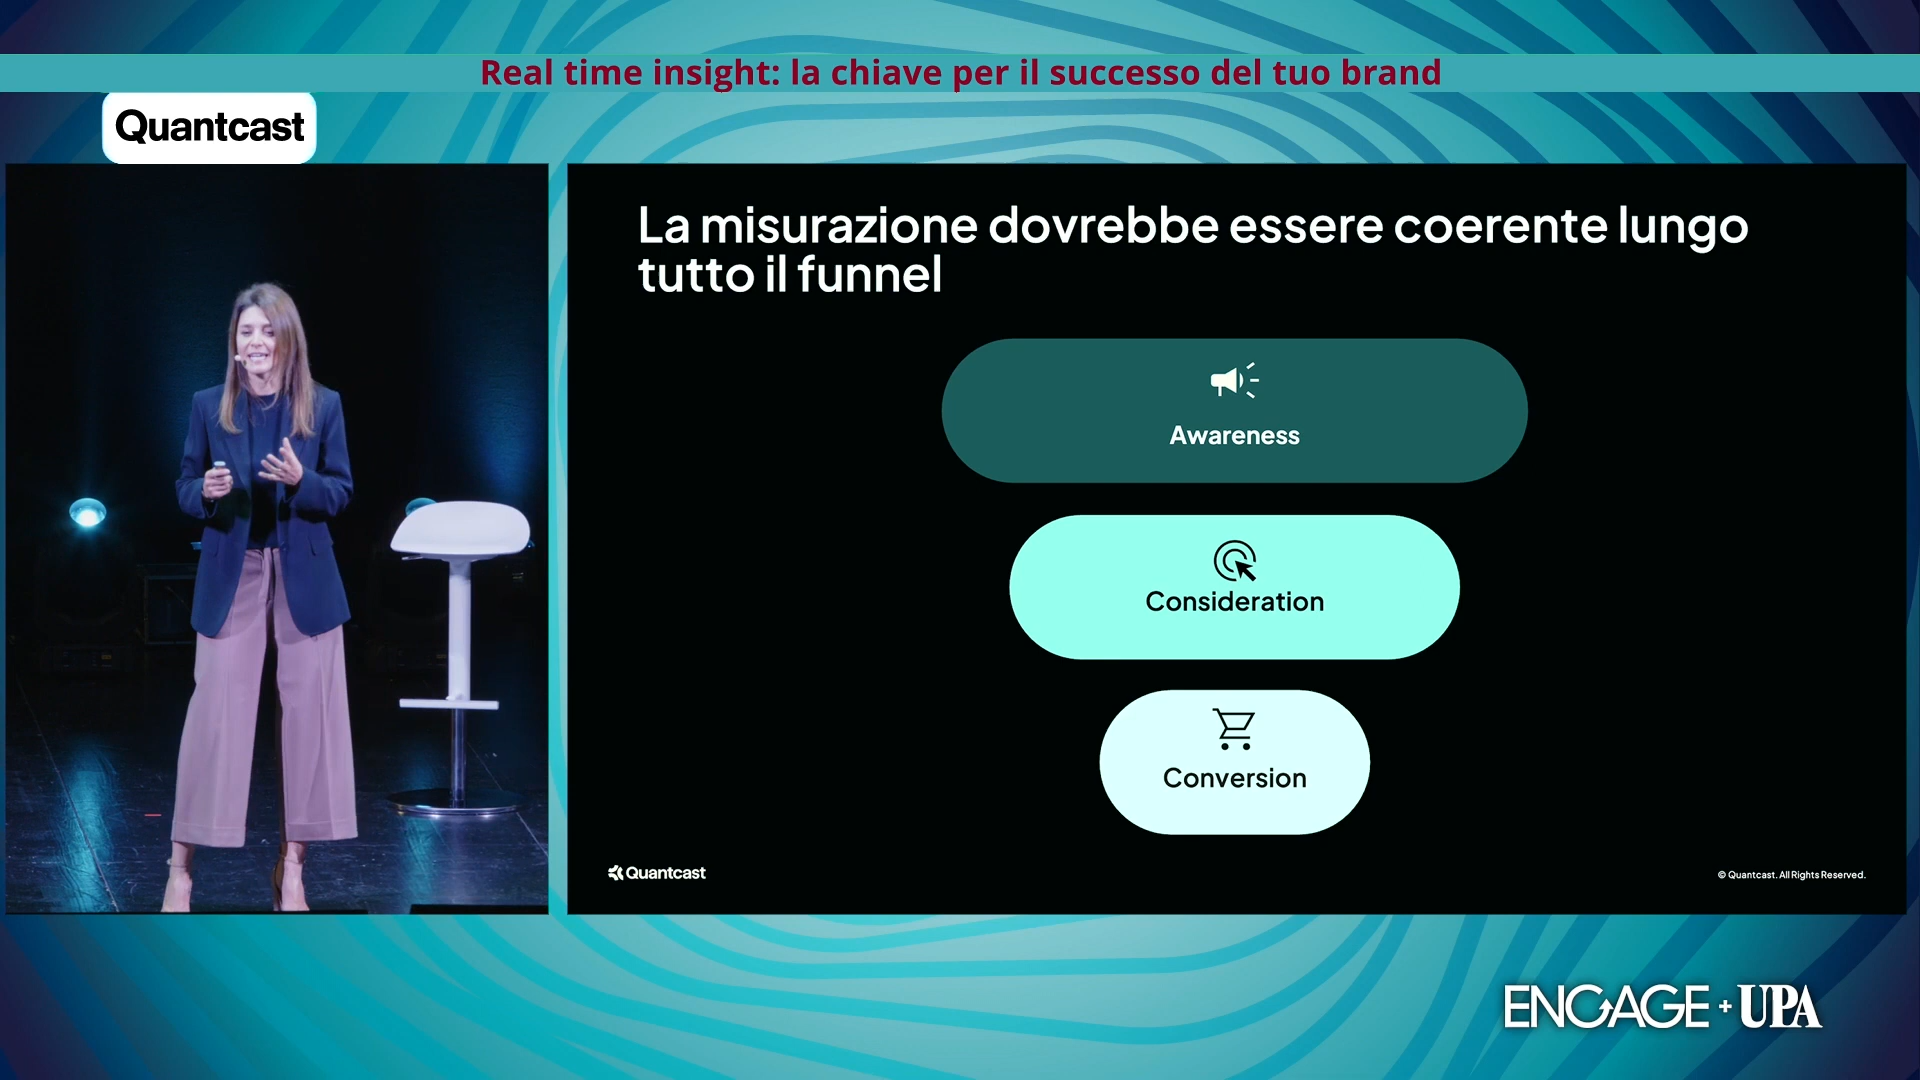 Real time insight: la chiave per il successo del tuo brand
Quantcast
La misurazione dovrebbe essere coerente lungo
tutto il funnel
Awareness
Consideration
Conversion
Quantcast
© Quantcast. All Rights Reserved.
ENGAGE + UPA